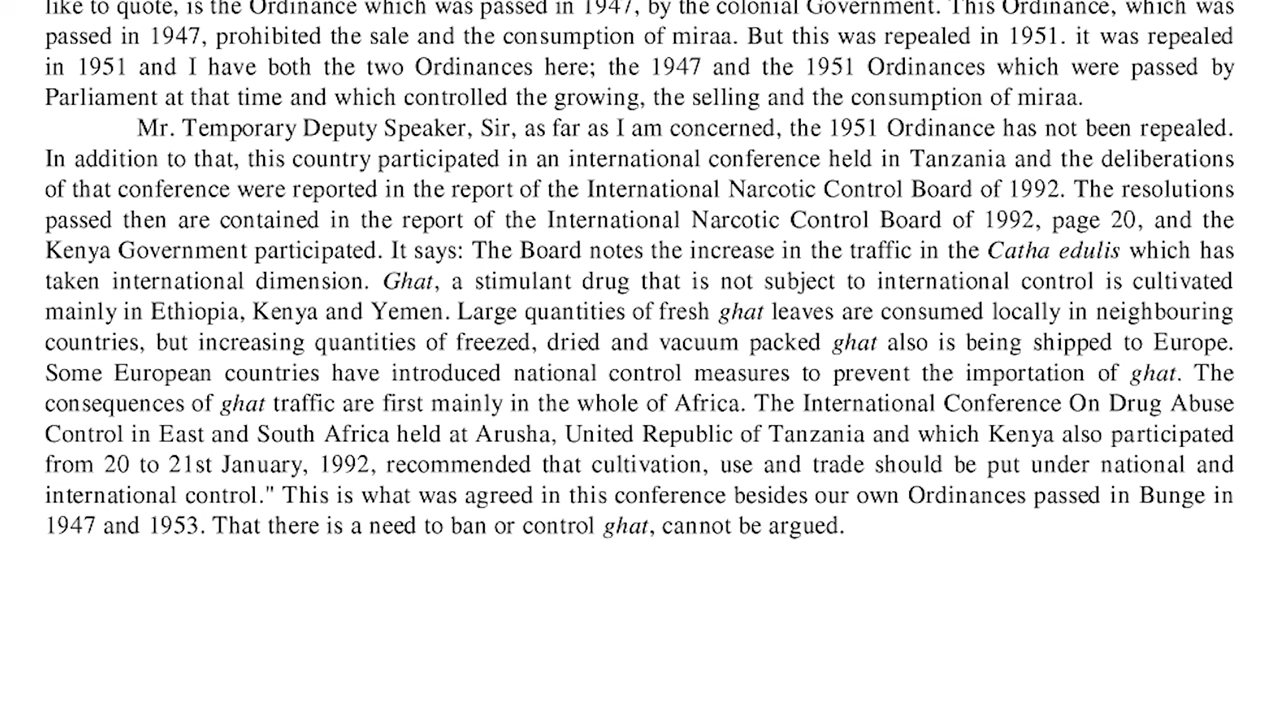 like to quote, is the Ordinance which was passed in 1947, by the colonial Government. This Ordinance, which was
passed in 1947, prohibited the sale and the consumption of miraa. But this was repealed in 1951. it was repealed
in 1951 and I have both the two Ordinances here; the 1947 and the 1951 Ordinances which were passed by
Parliament at that time and which controlled the growing, the selling and the consumption of miraa.
Mr. Temporary Deputy Speaker, Sir, as far as I am concerned, the 1951 Ordinance has not been repealed.
In addition to that, this country participated in an international conference held in Tanzania and the deliberations
of that conference were reported in the report of the International Narcotic Control Board of 1992. The resolutions
passed then are contained in the report of the International Narcotic Control Board of 1992, page 20, and the
Kenya Government participated. It says: The Board notes the increase in the traffic in the Catha edulis which has
taken international dimension. Ghat, a stimulant drug that is not subject to international control is cultivated
mainly in Ethiopia, Kenya and Yemen. Large quantities of fresh ghat leaves are consumed locally in neighbouring
countries, but increasing quantities of freezed, dried and vacuum packed ghat also is being shipped to Europe.
Some European countries have introduced national control measures to prevent the importation of ghat. The
consequences of ghat traffic are first mainly in the whole of Africa. The International Conference On Drug Abuse
Control in East and South Africa held at Arusha, United Republic of Tanzania and which Kenya also participated
from 20 to 21st January, 1992, recommended that cultivation, use and trade should be put under national and
international control." This is what was agreed in this conference besides our own Ordinances passed in Bunge in
1947 and 1953. That there is a need to ban or control ghat, cannot be argued.